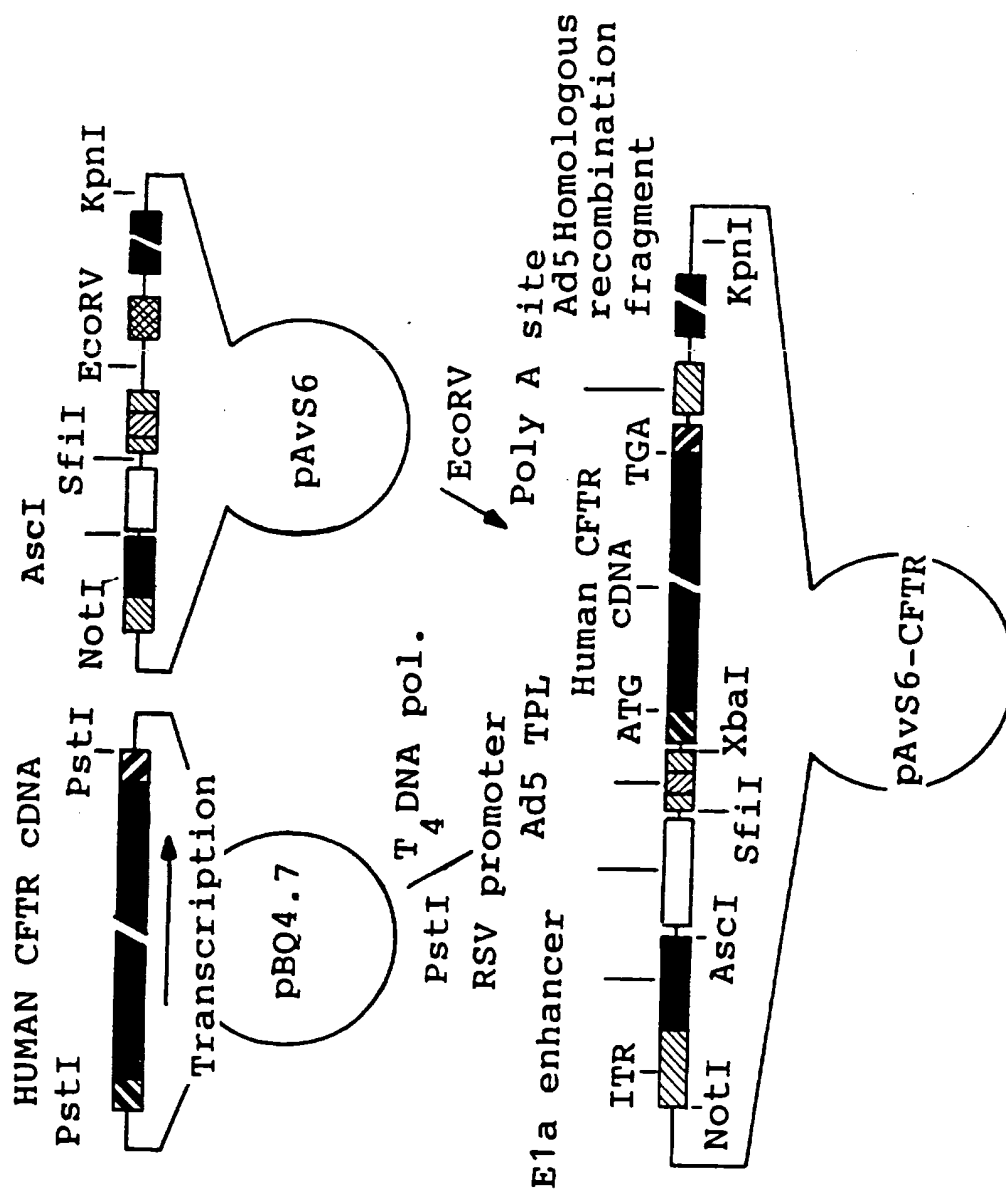 HUMAN CFTR cDNA
PstI
PstI
Transcription
pBQ4.7
NotI
AscI
SfiI
EcoRV
KpnI
pAvS6
PstI
T4 DNA pol.
EcoRV
E1a enhancer
RSV promoter
Ad5 TPL
Human CFTR
cDNA
Poly A site
Ad5 Homologous
recombination
fragment
ITR
ATG
TGA
NotI
AscI
SfiI
XbaI
KpnI
pAvS6-CFTR